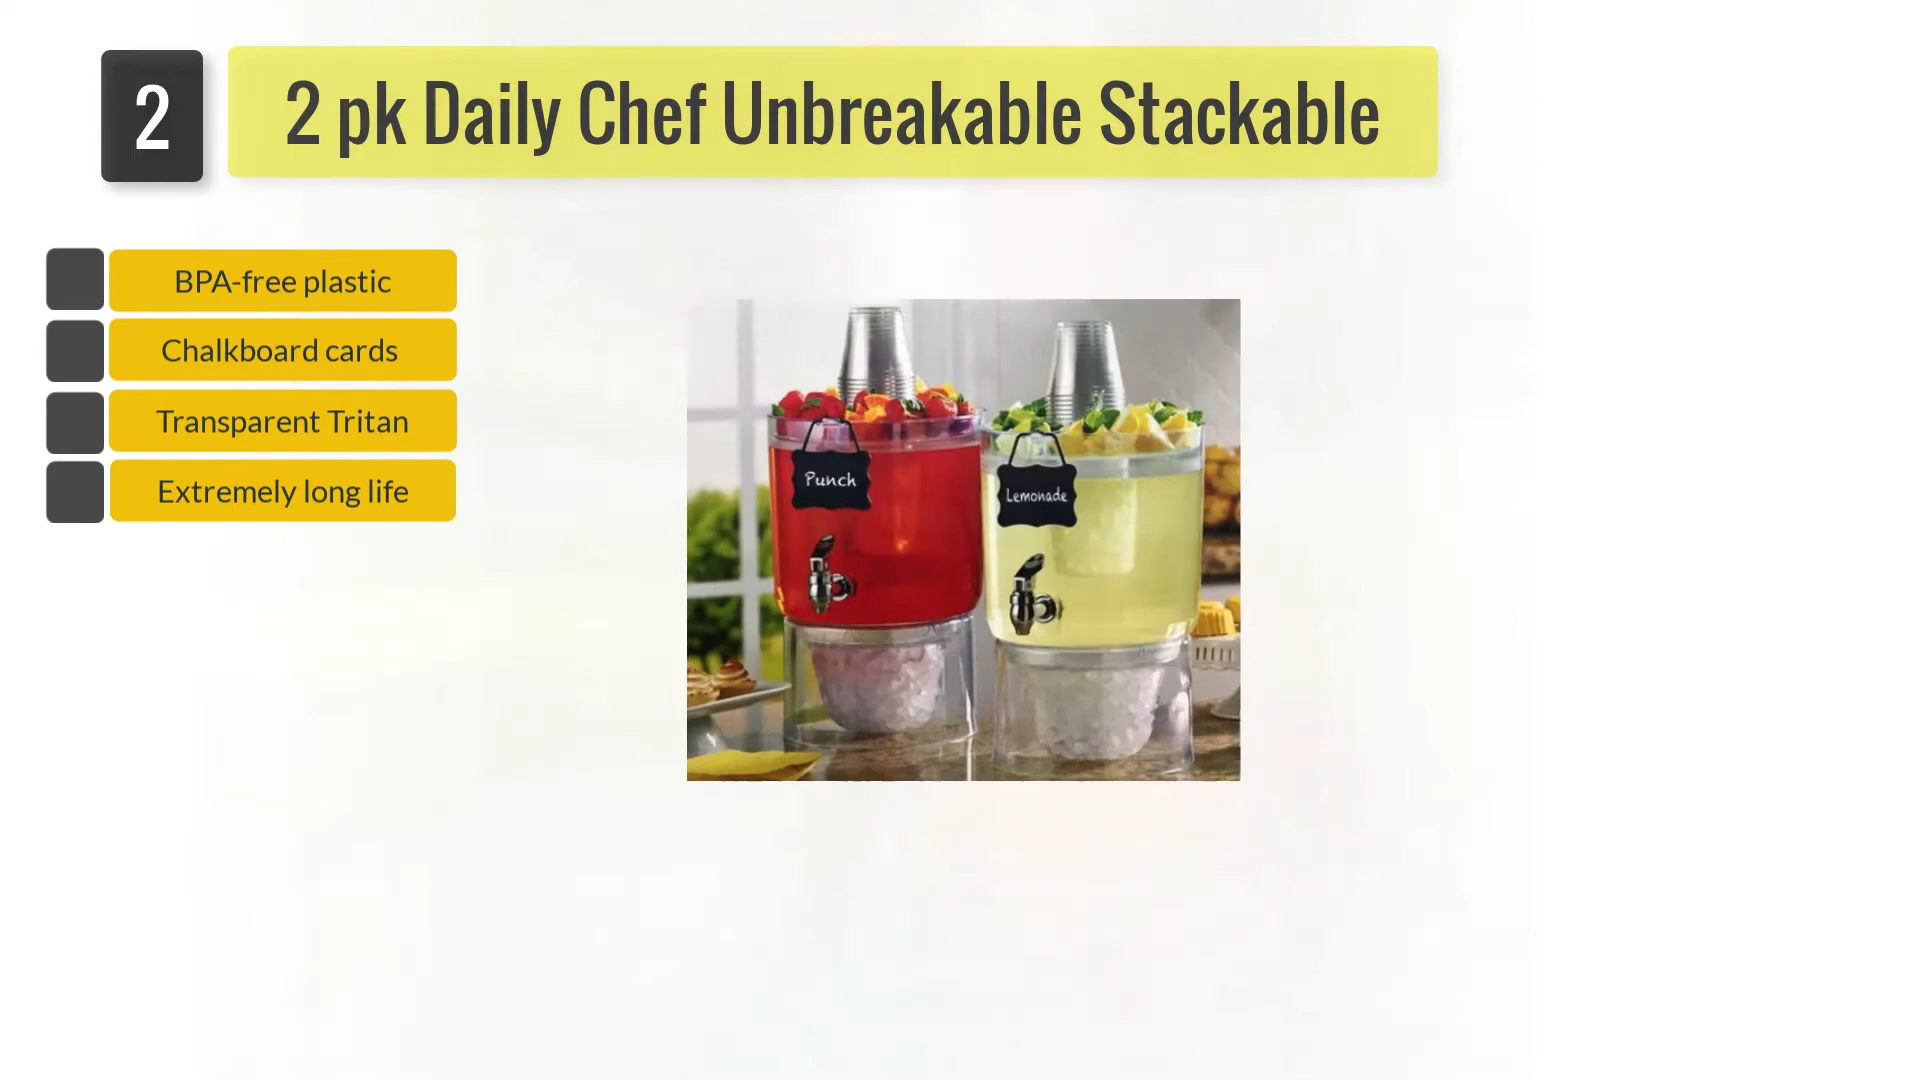 2
2 pk Daily Chef Unbreakable Stackable
BPA-free plastic
Chalkboard cards
Transparent Tritan
Extremely long life
Punch
Lemonade